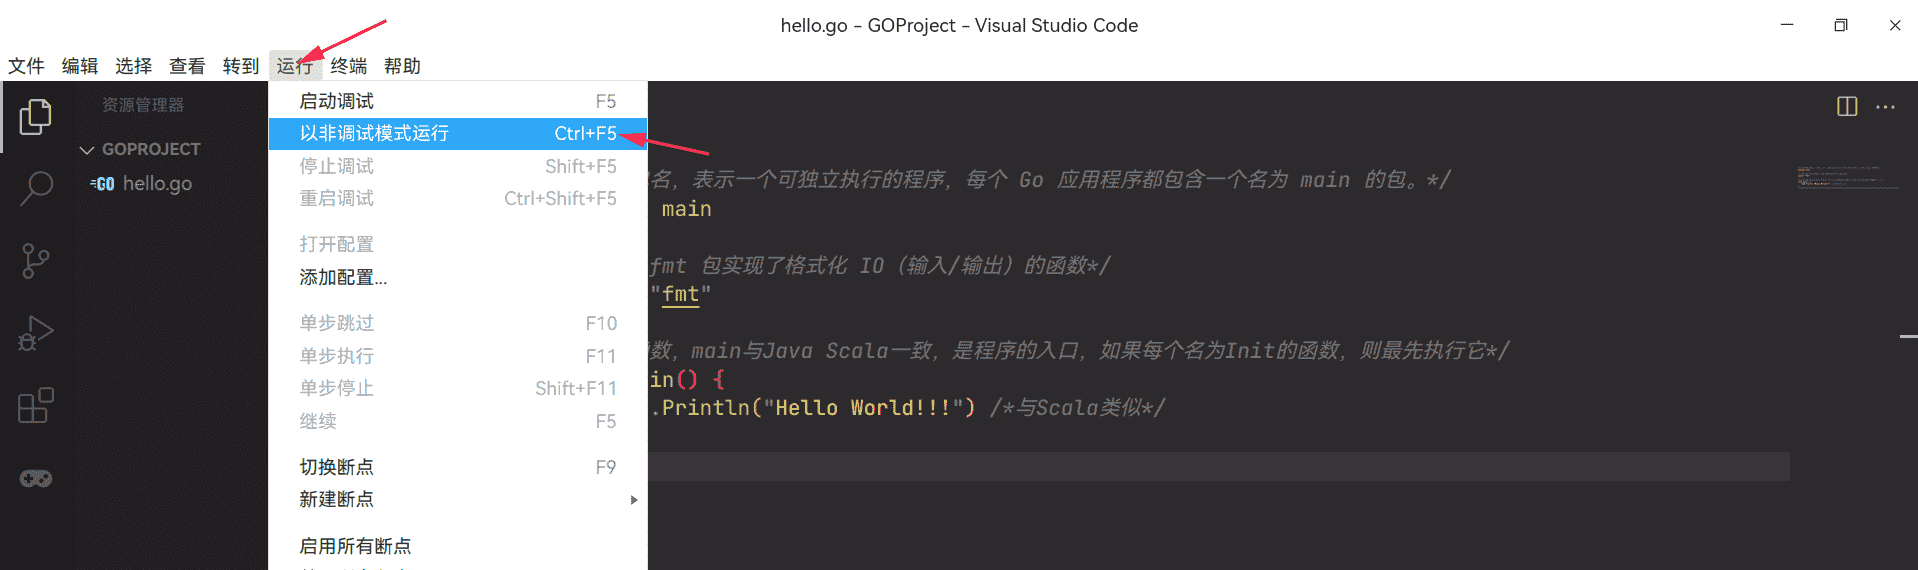 hello.go - GOProject - Visual Studio Code
文件 编辑 选择 查看 转到 运行 终端 帮助
资源管理器
GOPROJECT
GO hello.go
启动调试 F5
以非调试模式运行 Ctrl+F5
停止调试 Shift+F5
重启调试 Ctrl+Shift+F5
打开配置
添加配置...
单步跳过 F10
单步执行 F11
单步停止 Shift+F11
继续 F5
切换断点 F9
新建断点
启用所有断点
名，表示一个可独立执行的程序，每个 Go 应用程序都包含一个名为 main 的包。*/
main
fmt 包实现了格式化 IO（输入/输出）的函数*/
"fmt"
数，main与Java Scala一致，是程序的入口，如果每个名为Init的函数，则最先执行它*/
in() {
.Println("Hello World!!!") /*与Scala类似*/